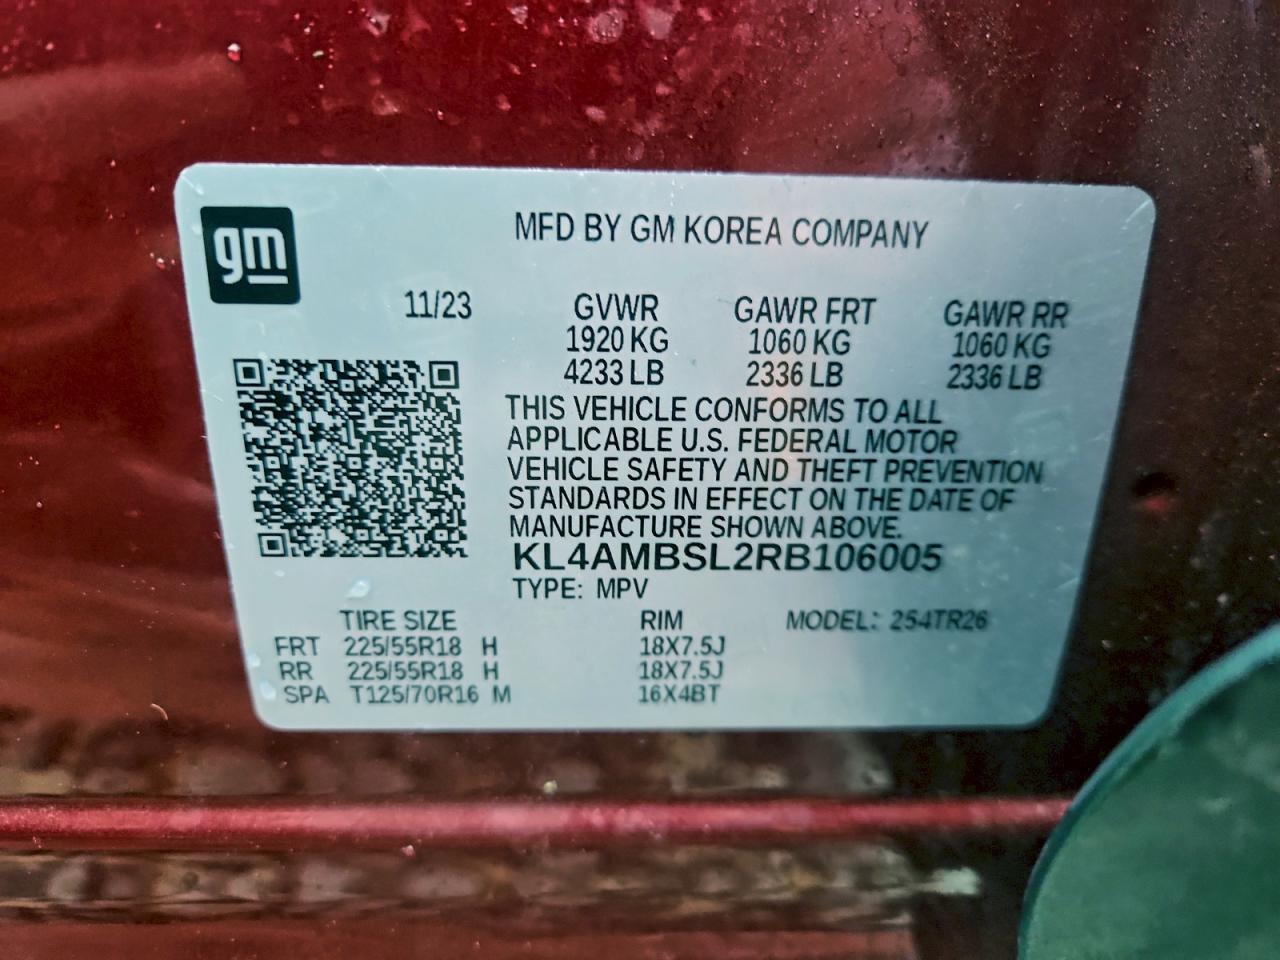 gm
MFD BY GM KOREA COMPANY
11/23 GVWR GAWR FRT GAWR RR
1920 KG 1060 KG 1060 KG
4233 LB 2336 LB 2336 LB
THIS VEHICLE CONFORMS TO ALL
APPLICABLE U.S. FEDERAL MOTOR
VEHICLE SAFETY AND THEFT PREVENTION
STANDARDS IN EFFECT ON THE DATE OF
MANUFACTURE SHOWN ABOVE.
KL4AMBSL2RB106005
TYPE: MPV
TIRE SIZE RIM MODEL: 254TR26
FRT 225/55R18 H 18X7.5J
RR 225/55R18 H 18X7.5J
SPA T125/70R16 M 16X4BT